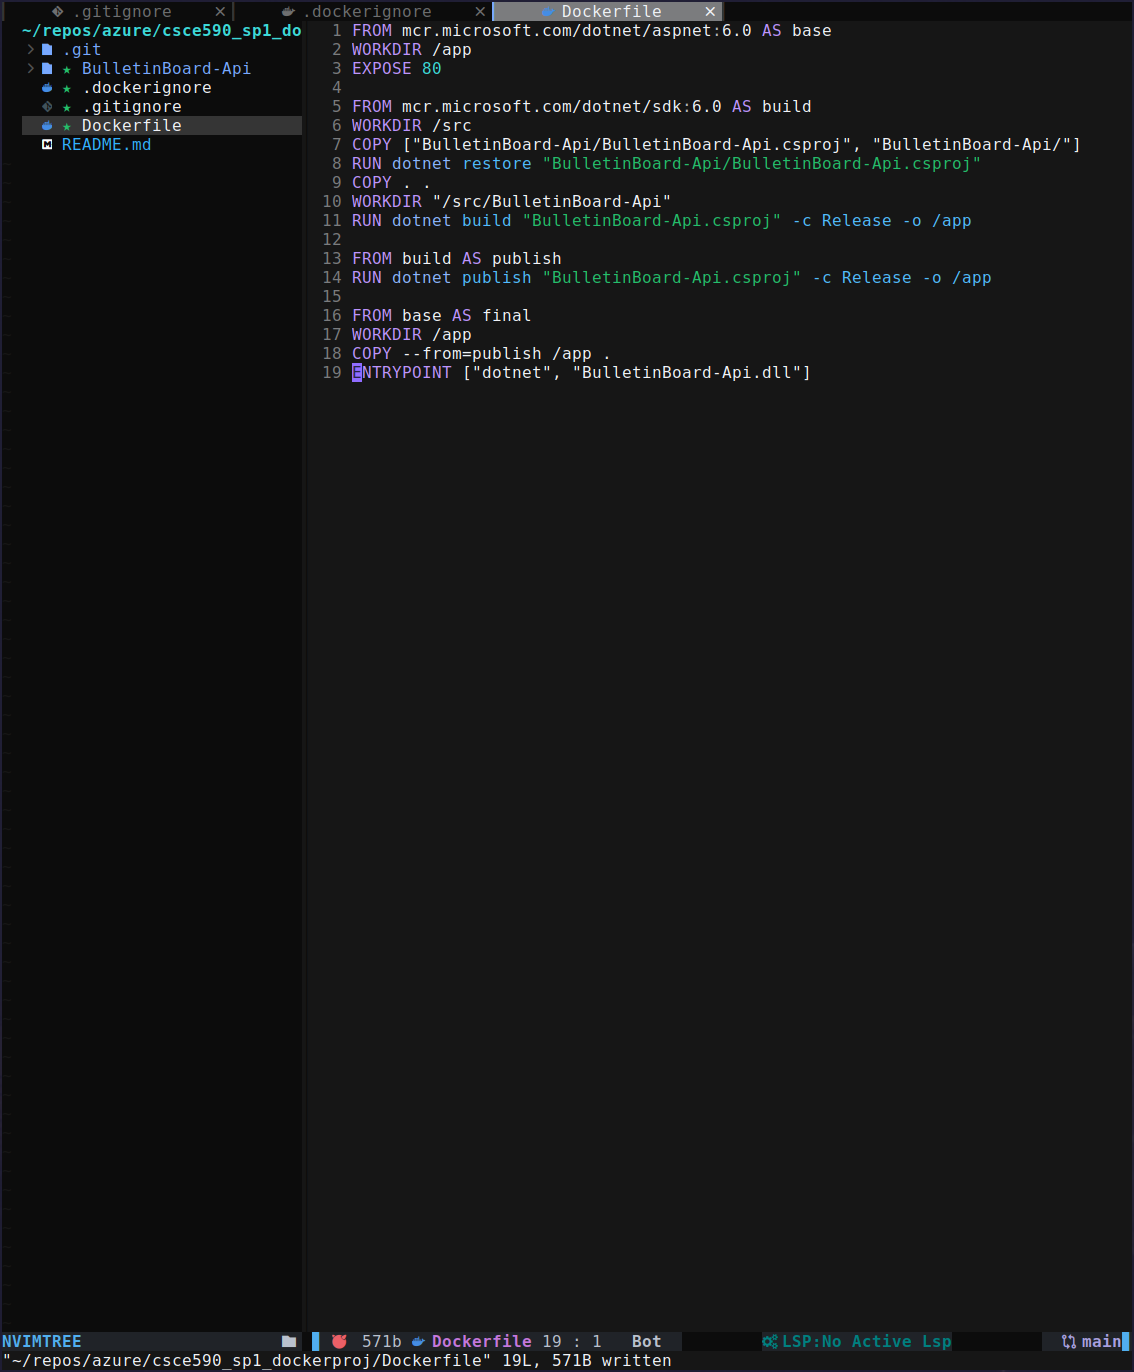 .gitignore × .dockerignore × Dockerfile ×
~/repos/azure/csce590_sp1_do
.git
BulletinBoard-Api
.dockerignore
.gitignore
Dockerfile
README.md
1 FROM mcr.microsoft.com/dotnet/aspnet:6.0 AS base
2 WORKDIR /app
3 EXPOSE 80
4
5 FROM mcr.microsoft.com/dotnet/sdk:6.0 AS build
6 WORKDIR /src
7 COPY ["BulletinBoard-Api/BulletinBoard-Api.csproj", "BulletinBoard-Api/"]
8 RUN dotnet restore "BulletinBoard-Api/BulletinBoard-Api.csproj"
9 COPY . .
10 WORKDIR "/src/BulletinBoard-Api"
11 RUN dotnet build "BulletinBoard-Api.csproj" -c Release -o /app
12
13 FROM build AS publish
14 RUN dotnet publish "BulletinBoard-Api.csproj" -c Release -o /app
15
16 FROM base AS final
17 WORKDIR /app
18 COPY --from=publish /app .
19 ENTRYPOINT ["dotnet", "BulletinBoard-Api.dll"]
NVIMTREE 571b Dockerfile 19 : 1 Bot LSP:No Active Lsp main
"~/repos/azure/csce590_sp1_dockerproj/Dockerfile" 19L, 571B written